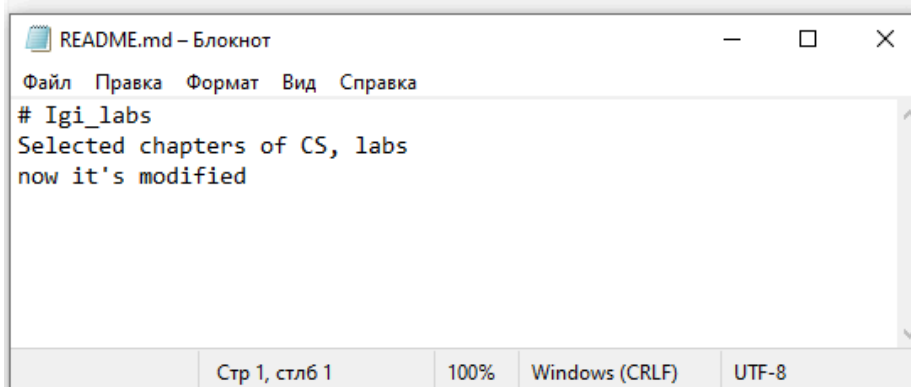 README.md – Блокнот
Файл Правка Формат Вид Справка
# Igi_labs
Selected chapters of CS, labs
now it's modified
Стр 1, стлб 1 100% Windows (CRLF) UTF-8